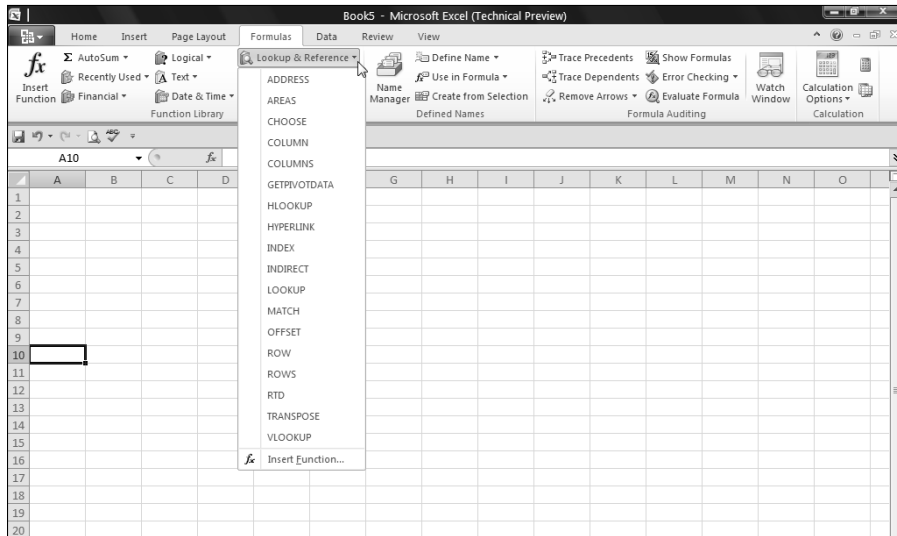 Book5 - Microsoft Excel (Technical Preview)
Home Insert Page Layout Formulas Data Review View
fx
Insert Function
Σ AutoSum
Recently Used
Financial
Logical
Text
Date & Time
Lookup & Reference
Function Library
Name Manager
Define Name
Use in Formula
Create from Selection
Defined Names
Trace Precedents
Trace Dependents
Remove Arrows
Show Formulas
Error Checking
Evaluate Formula
Formula Auditing
Watch Window
Calculation Options
Calculation
A10 fx
A B C D G H I J K L M N O
1
2
3
4
5
6
7
8
9
10
11
12
13
14
15
16
17
18
19
20
ADDRESS
AREAS
CHOOSE
COLUMN
COLUMNS
GETPIVOTDATA
HLOOKUP
HYPERLINK
INDEX
INDIRECT
LOOKUP
MATCH
OFFSET
ROW
ROWS
RTD
TRANSPOSE
VLOOKUP
fx Insert Function...